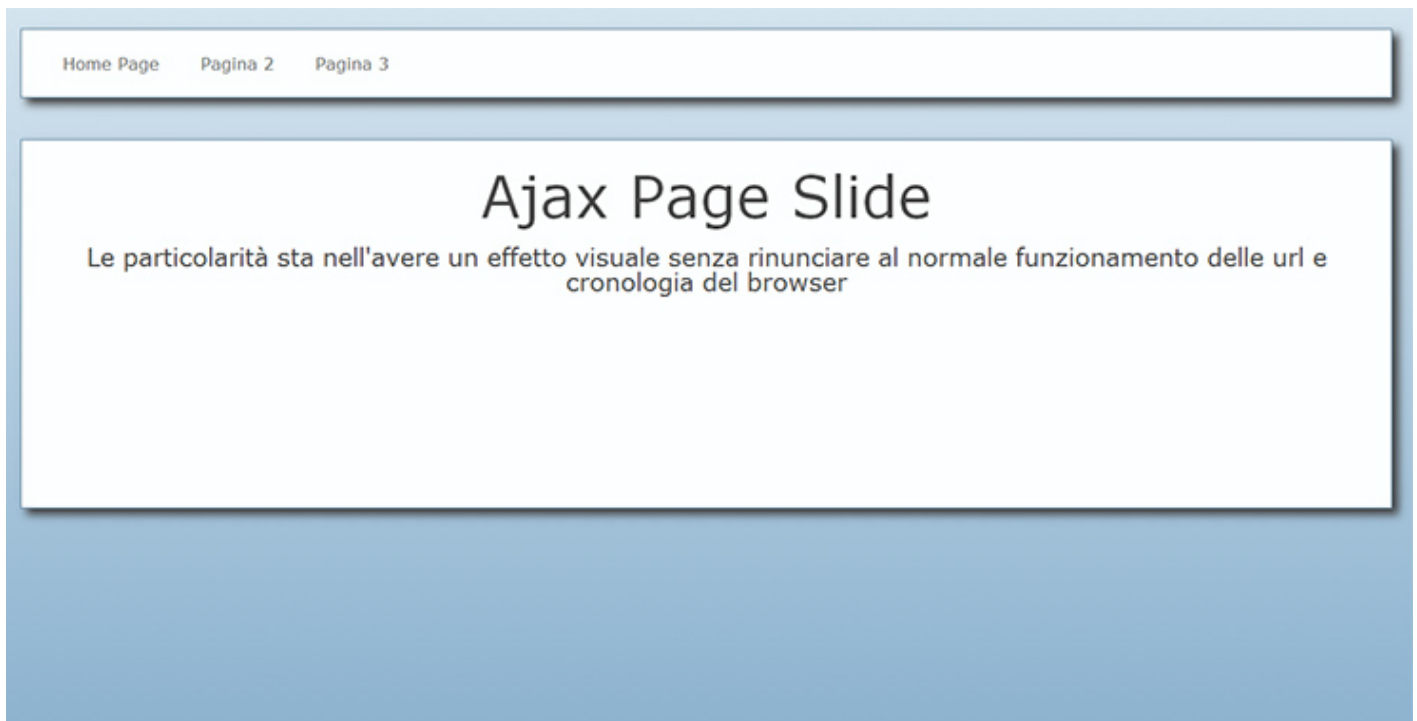 Home Page Pagina 2 Pagina 3
Ajax Page Slide
Le particolarità sta nell'avere un effetto visuale senza rinunciare al normale funzionamento delle url e
cronologia del browser